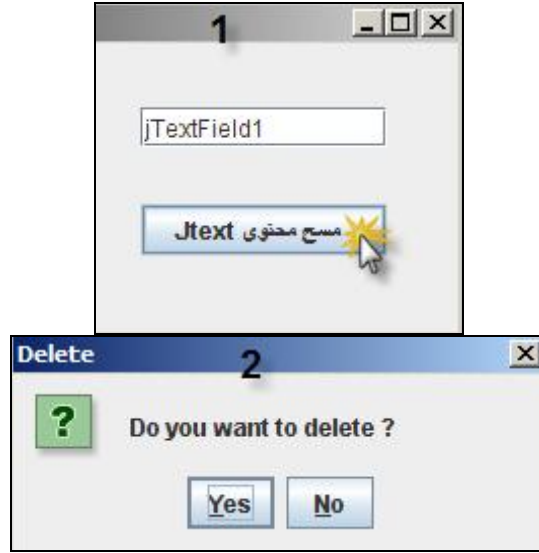 1
jTextField1
مسح محتوى Jtext
Delete
2
Do you want to delete ?
Yes
No